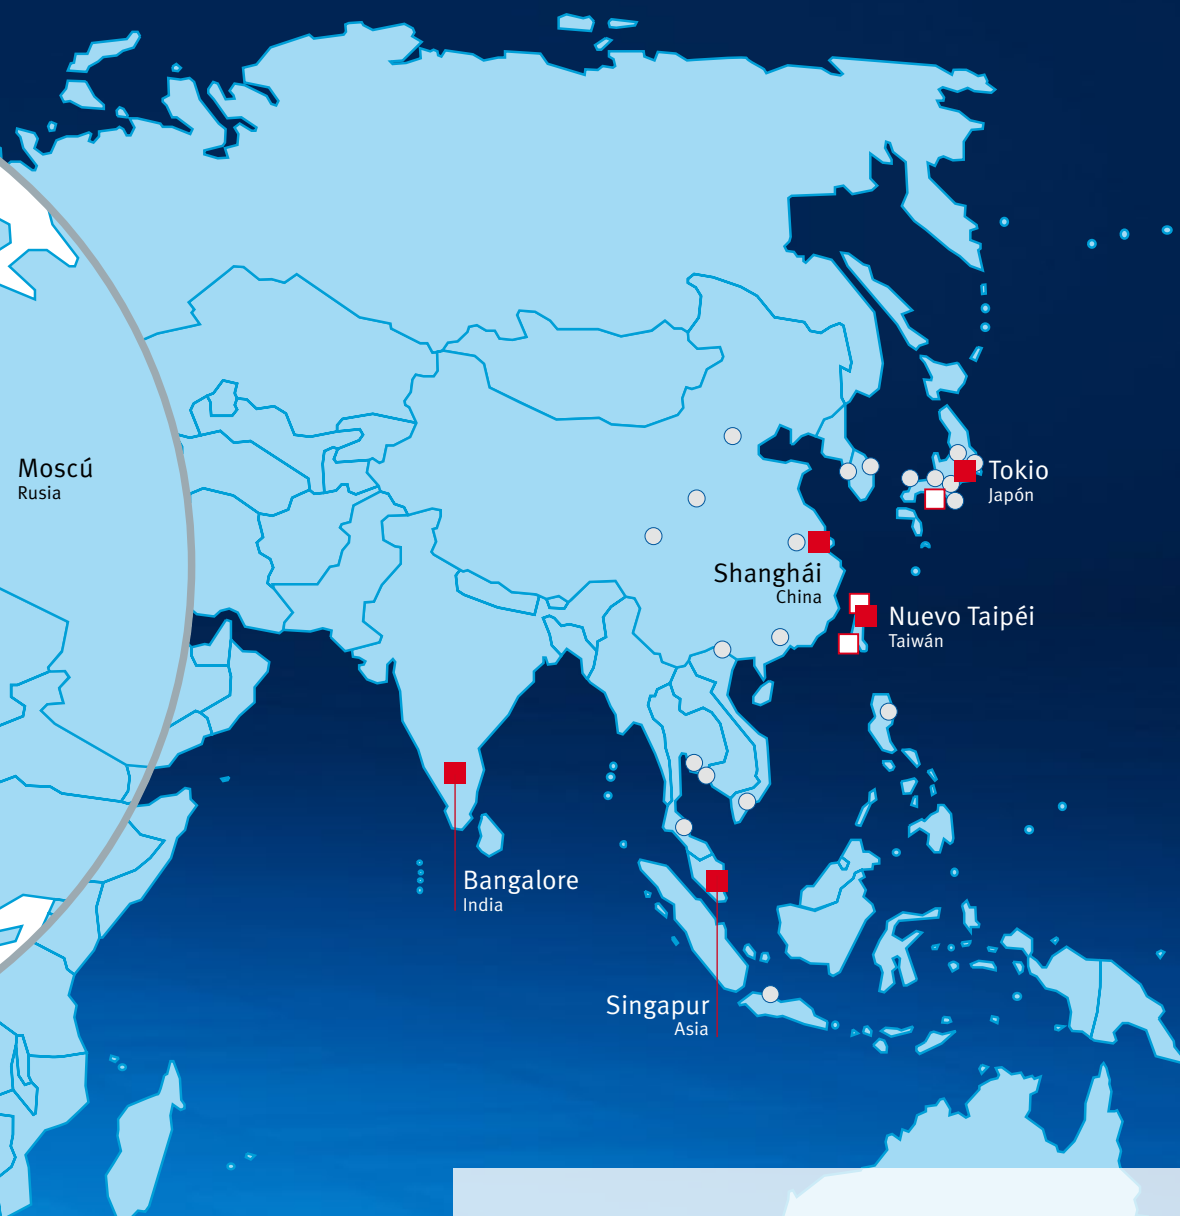 Moscú
Rusia
Tokio
Japón
Shanghái
China
Nuevo Taipéi
Taiwán
Bangalore
India
Singapur
Asia